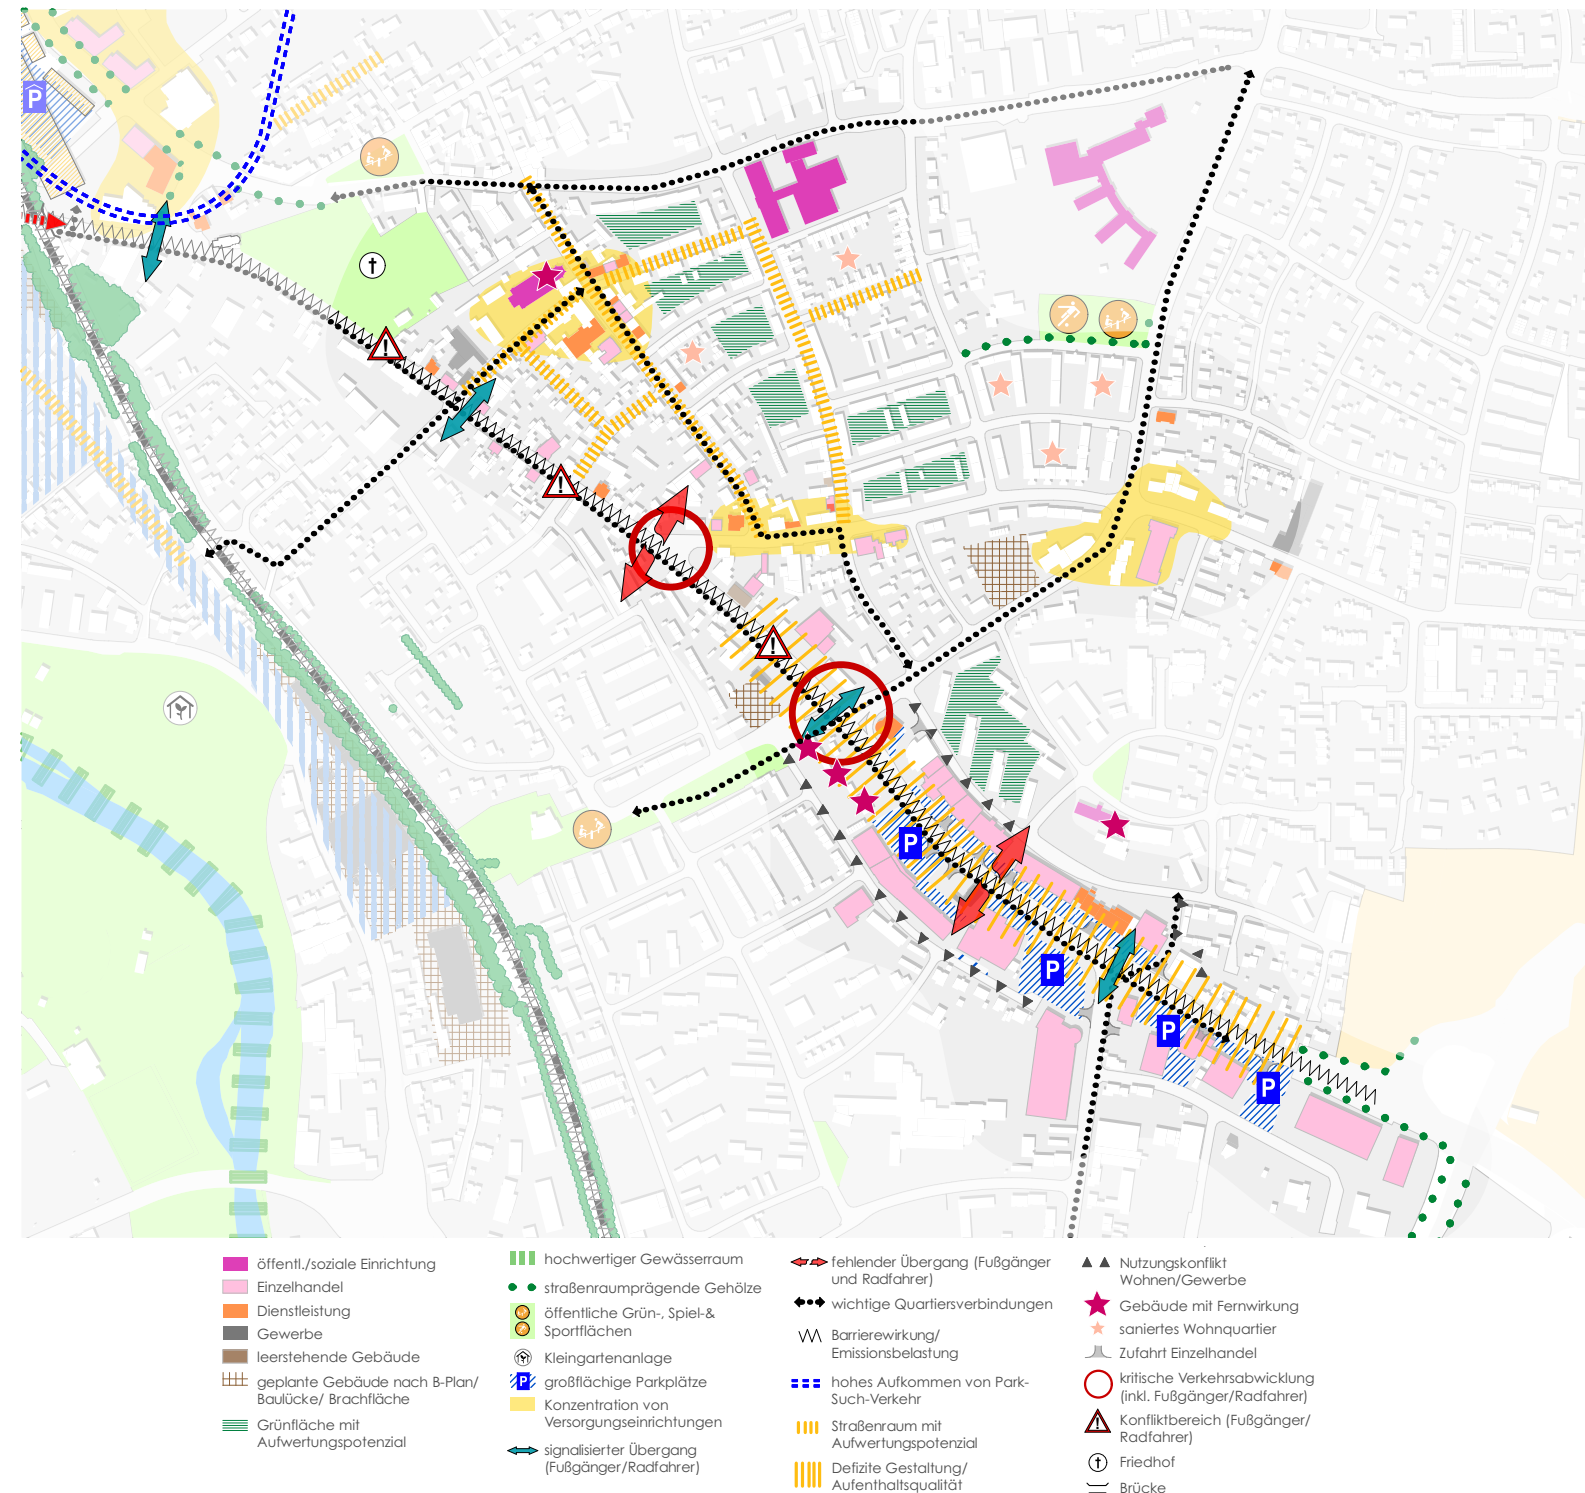 P
P
P
P
P
öffentl./soziale Einrichtung
Einzelhandel
Dienstleistung
Gewerbe
leerstehende Gebäude
geplante Gebäude nach B-Plan/
Baulücke/ Brachfläche
Grünfläche mit
Aufwertungspotenzial
hochwertiger Gewässerraum
straßenraumprägende Gehölze
öffentliche Grün-, Spiel-&
Sportflächen
Kleingartenanlage
P
großflächige Parkplätze
Konzentration von
Versorgungseinrichtungen
signalisierter Übergang
(Fußgänger/Radfahrer)
fehlender Übergang (Fußgänger
und Radfahrer)
wichtige Quartiersverbindungen
Barrierewirkung/
Emissionsbelastung
hohes Aufkommen von Park-
Such-Verkehr
Straßenraum mit
Aufwertungspotenzial
Defizite Gestaltung/
Aufenthaltsqualität
Nutzungskonflikt
Wohnen/Gewerbe
Gebäude mit Fernwirkung
saniertes Wohnquartier
Zufahrt Einzelhandel
kritische Verkehrsabwicklung
(inkl. Fußgänger/Radfahrer)
Konfliktbereich (Fußgänger/
Radfahrer)
Friedhof
Brücke